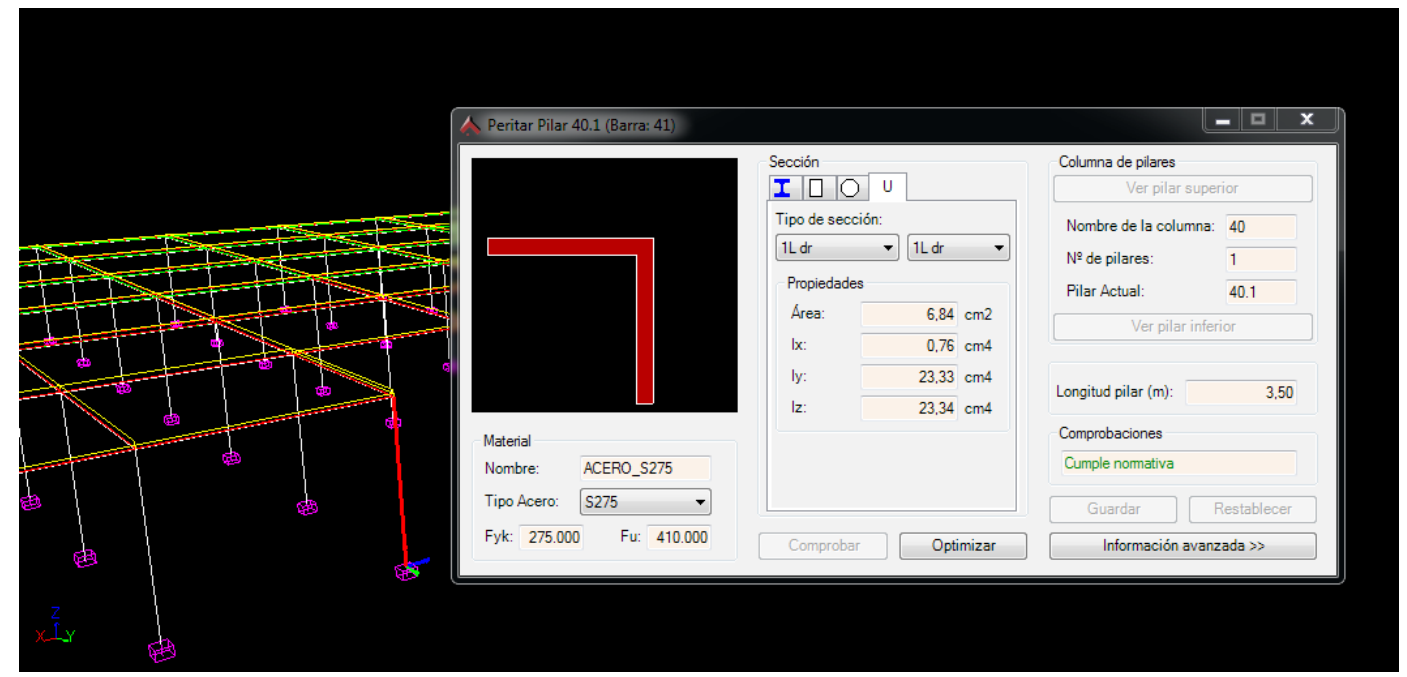 Peritar Pilar 40.1 (Barra: 41)
Sección
U
Tipo de sección:
1L dr 1L dr
Propiedades
Área: 6,84 cm2
Ix: 0,76 cm4
Iy: 23,33 cm4
Iz: 23,34 cm4
Material
Nombre: ACERO_S275
Tipo Acero: S275
Fyk: 275.000 Fu: 410.000
Comprobar Optimizar
Columna de pilares
Ver pilar superior
Nombre de la columna: 40
Nº de pilares: 1
Pilar Actual: 40.1
Ver pilar inferior
Longitud pilar (m): 3,50
Comprobaciones
Cumple normativa
Guardar Restablecer
Información avanzada >>
Z
X Y